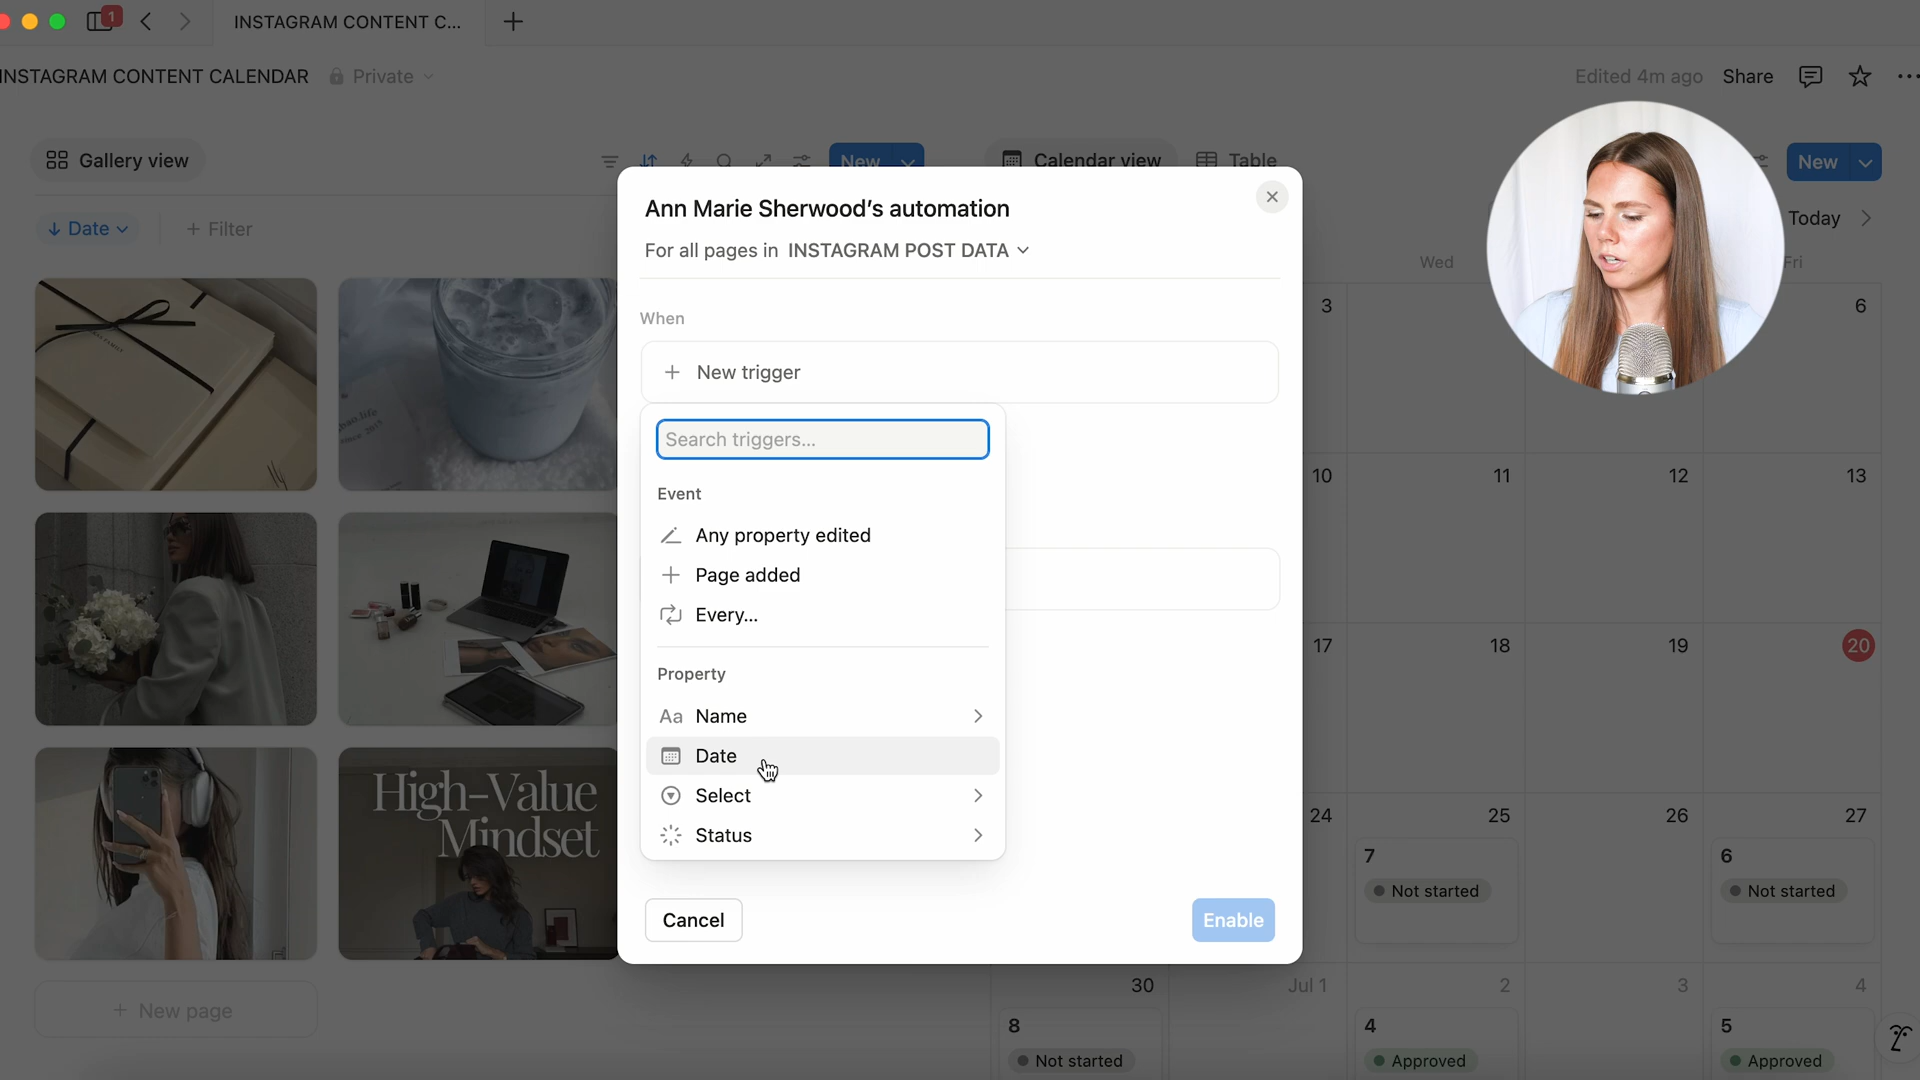 1
INSTAGRAM CONTENT C...
INSTAGRAM CONTENT CALENDAR
Private
Edited 4m ago
Share
Gallery view
New
Calendar view
Table
New
Date
+ Filter
Today
Wed
Fri
Ann Marie Sherwood's automation
For all pages in INSTAGRAM POST DATA
When
+ New trigger
Search triggers...
Event
Any property edited
Page added
Every...
Property
Aa Name
Date
Select
Status
Cancel
Enable
3
6
10
11
12
13
17
18
19
20
24
25
26
27
7
Not started
6
Not started
30
Jul 1
2
3
4
8
Not started
4
Approved
5
Approved
High-Value
Mindset
since 2017
+ New page